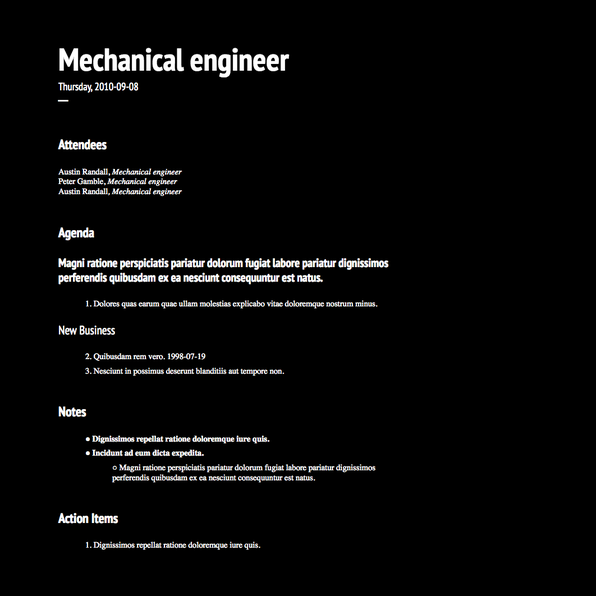 Mechanical engineer
Thursday, 2010-09-08
—
Attendees
Austin Randall, Mechanical engineer
Peter Gamble, Mechanical engineer
Austin Randall, Mechanical engineer
Agenda
Magni ratione perspiciatis pariatur dolorum fugiat labore pariatur dignissimos
perferendis quibusdam ex ea nesciunt consequuntur est natus.
1. Dolores quas earum quae ullam molestias explicabo vitae doloremque nostrum minus.
New Business
2. Quibusdam rem vero. 1998-07-19
3. Nesciunt in possimus deserunt blanditiis aut tempore non.
Notes
● Dignissimos repellat ratione doloremque iure quis.
● Incidunt ad eum dicta expedita.
○ Magni ratione perspiciatis pariatur dolorum fugiat labore pariatur dignissimos
perferendis quibusdam ex ea nesciunt consequuntur est natus.
Action Items
1. Dignissimos repellat ratione doloremque iure quis.